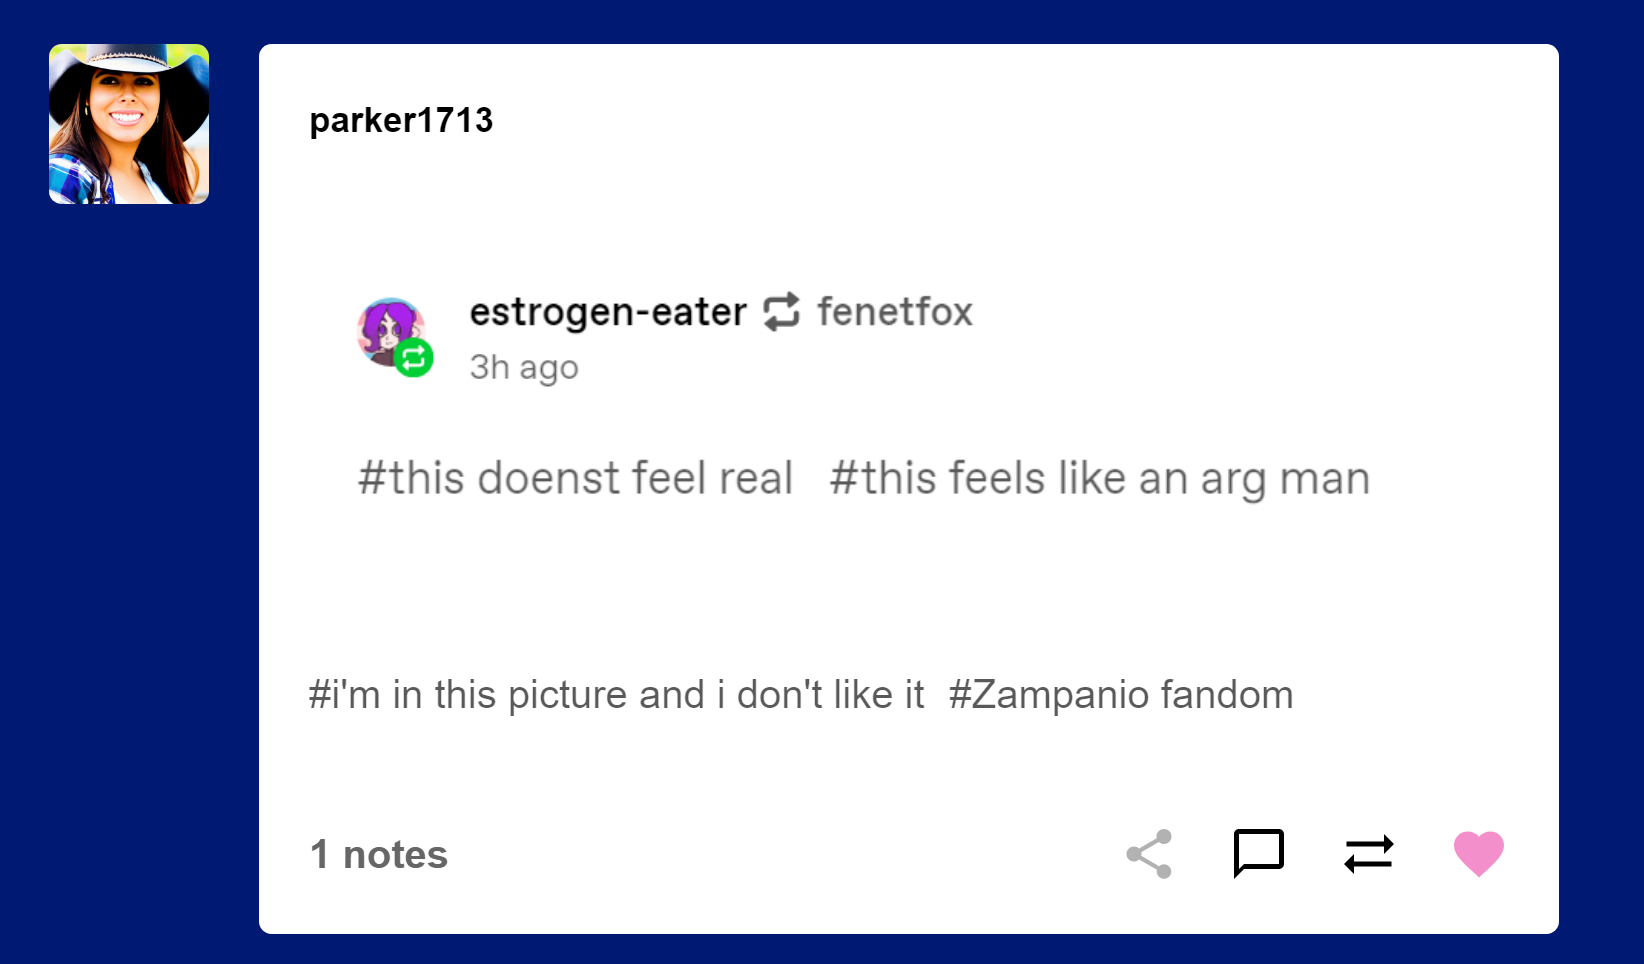 parker1713
estrogen-eater fenetfox
3h ago
#this doenst feel real #this feels like an arg man
#i'm in this picture and i don't like it #Zampanio fandom
1 notes